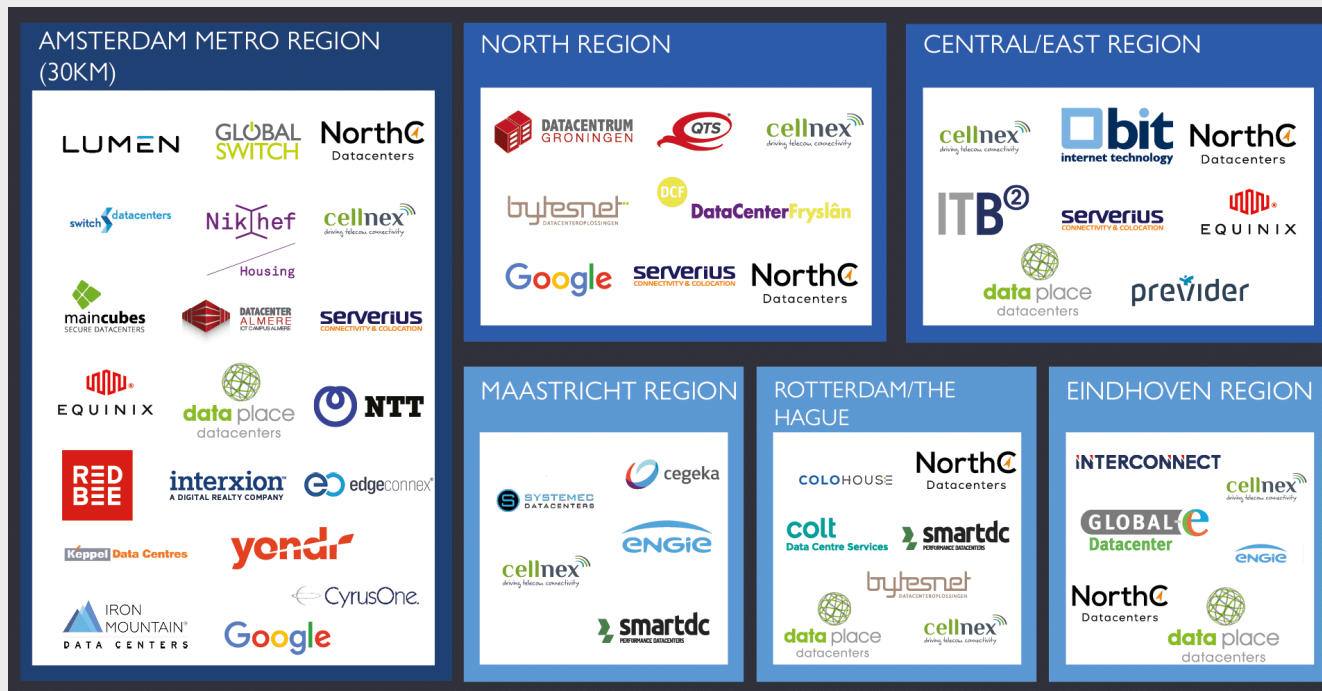 AMSTERDAM METRO REGION
(30KM)
LUMEN
GLOBAL
SWITCH
NorthC
Datacenters
switch datacenters
Nikhef
Housing
cellnex
driving telecom connectivity
maincubes
SECURE DATACENTERS
DATACENTER
ALMERE
ICT CAMPUS ALMERE
serverius
CONNECTIVITY & COLOCATION
EQUINIX
data place
datacenters
NTT
RED
BEE
interxion
A DIGITAL REALTY COMPANY
edgeconnex
Keppel Data Centres
yondr
IRON
MOUNTAIN®
DATA CENTERS
CyrusOne.
Google
NORTH REGION
DATACENTRUM
GRONINGEN
QTS
cellnex
driving telecom connectivity
bytesnet
DATACENTEROPLOSSINGEN
DCF
DataCenterFryslân
Google
serverius
CONNECTIVITY & COLOCATION
NorthC
Datacenters
CENTRAL/EAST REGION
cellnex
driving telecom connectivity
bit
internet technology
NorthC
Datacenters
ITB②
serverius
CONNECTIVITY & COLOCATION
EQUINIX
data place
datacenters
previder
MAASTRICHT REGION
cegeka
S SYSTEMEC
DATACENTERS
ENGIE
cellnex
driving telecom connectivity
smartdc
PERFORMANCE DATACENTERS
ROTTERDAM/THE
HAGUE
COLOHOUSE
NorthC
Datacenters
colt
Data Centre Services
smartdc
PERFORMANCE DATACENTERS
bytesnet
DATACENTEROPLOSSINGEN
data place
datacenters
cellnex
driving telecom connectivity
EINDHOVEN REGION
INTERCONNECT
cellnex
driving telecom connectivity
GLOBAL-e
Datacenter
ENGIE
NorthC
Datacenters
data place
datacenters